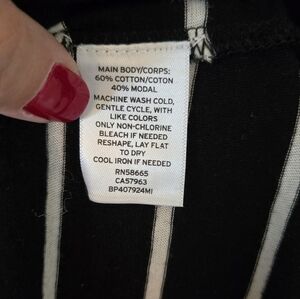 MAIN BODY/CORPS:
60% COTTON/COTON
40% MODAL
MACHINE WASH COLD,
GENTLE CYCLE, WITH
LIKE COLORS
ONLY NON-CHLORINE
BLEACH IF NEEDED
RESHAPE, LAY FLAT
TO DRY
COOL IRON IF NEEDED
RN58665
CA57963
BP407924MI